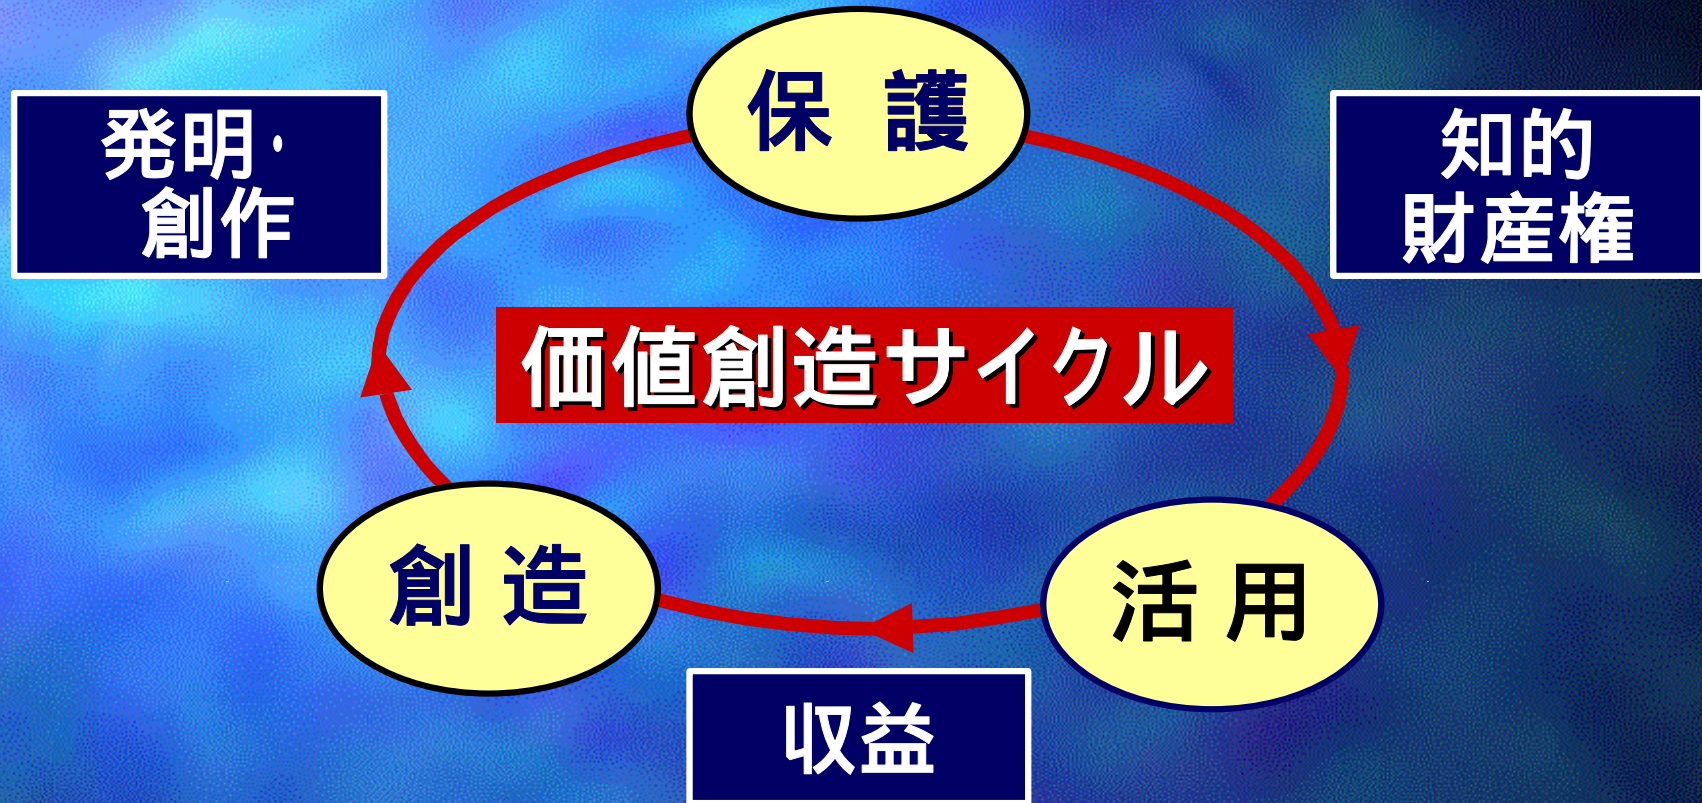 保護
発明・
創作
知的
財産権
価値創造サイクル
創造
活用
収益